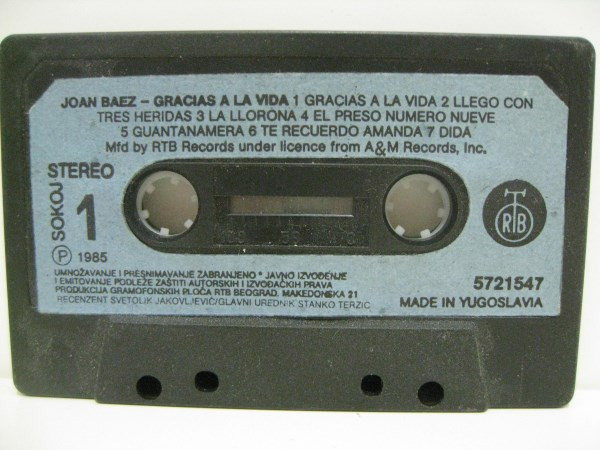 JOAN BAEZ – GRACIAS A LA VIDA 1 GRACIAS A LA VIDA 2 LLEGO CON
TRES HERIDAS 3 LA LLORONA 4 EL PRESO NUMERO NUEVE
5 GUANTANAMERA 6 TE RECUERDO AMANDA 7 DIDA
Mfd by RTB Records under licence from A&M Records, Inc.
STEREO
SOKOJ
1
RTB
P 1985
UMNOŽAVANJE I PRESNIMAVANJE ZABRANJENO * JAVNO IZVOĐENJE
I EMITOVANJE PODLEŽE ZAŠTITI AUTORSKIH I IZVOĐAČKIH PRAVA
PRODUKCIJA GRAMOFONSKIH PLOČA RTB BEOGRAD, MAKEDONSKA 21
RECENZENT SVETOLIK JAKOVLJEVIĆ/GLAVNI UREDNIK STANKO TERZIĆ
5721547
MADE IN YUGOSLAVIA